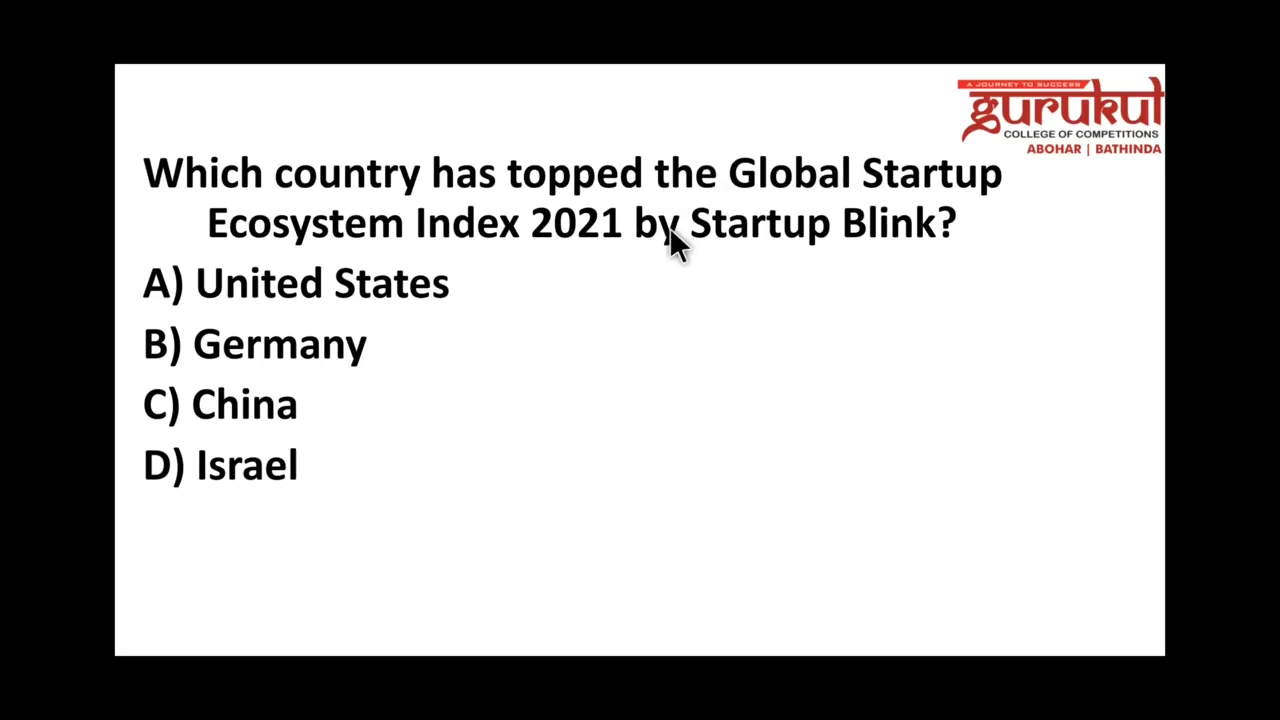 A JOURNEY TO SUCCESS
gurukul
COLLEGE OF COMPETITIONS
ABOHAR | BATHINDA
Which country has topped the Global Startup
Ecosystem Index 2021 by Startup Blink?
A) United States
B) Germany
C) China
D) Israel